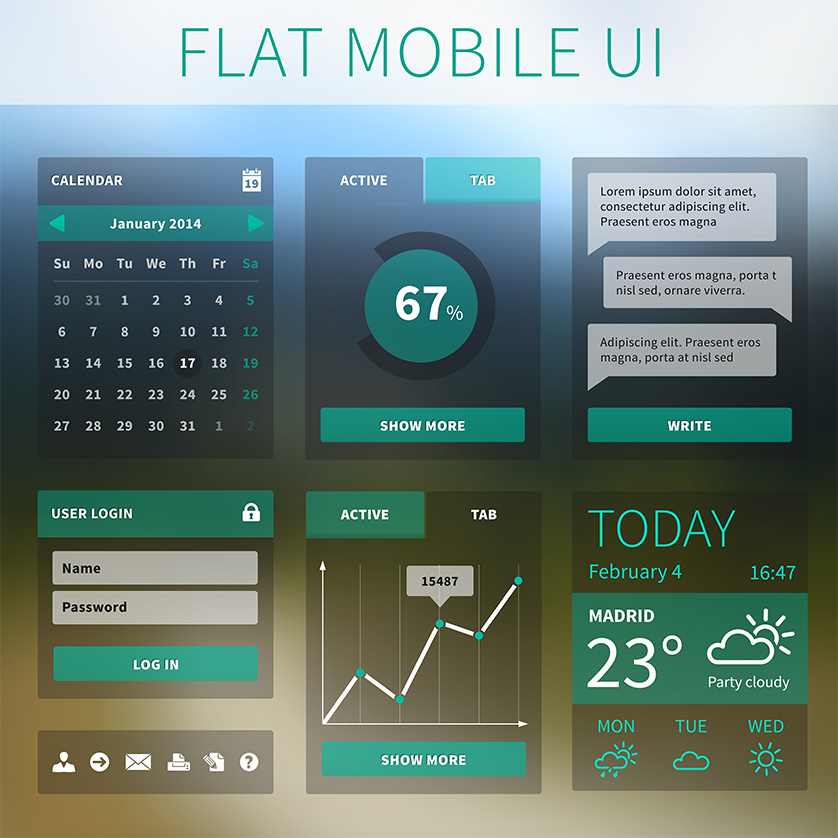 FLAT MOBILE UI
CALENDAR
19
January 2014
Su Mo Tu We Th Fr Sa
30 31 1 2 3 4 5
6 7 8 9 10 11 12
13 14 15 16 17 18 19
20 21 22 23 24 25 26
27 28 29 30 31 1 2
ACTIVE TAB
67%
SHOW MORE
Lorem ipsum dolor sit amet,
consectetur adipiscing elit.
Praesent eros magna
Praesent eros magna, porta t
nisl sed, ornare viverra.
Adipiscing elit. Praesent eros
magna, porta at nisl sed
WRITE
USER LOGIN
Name
Password
LOG IN
?
ACTIVE TAB
15487
SHOW MORE
TODAY
February 4 16:47
MADRID
23°
Party cloudy
MON TUE WED